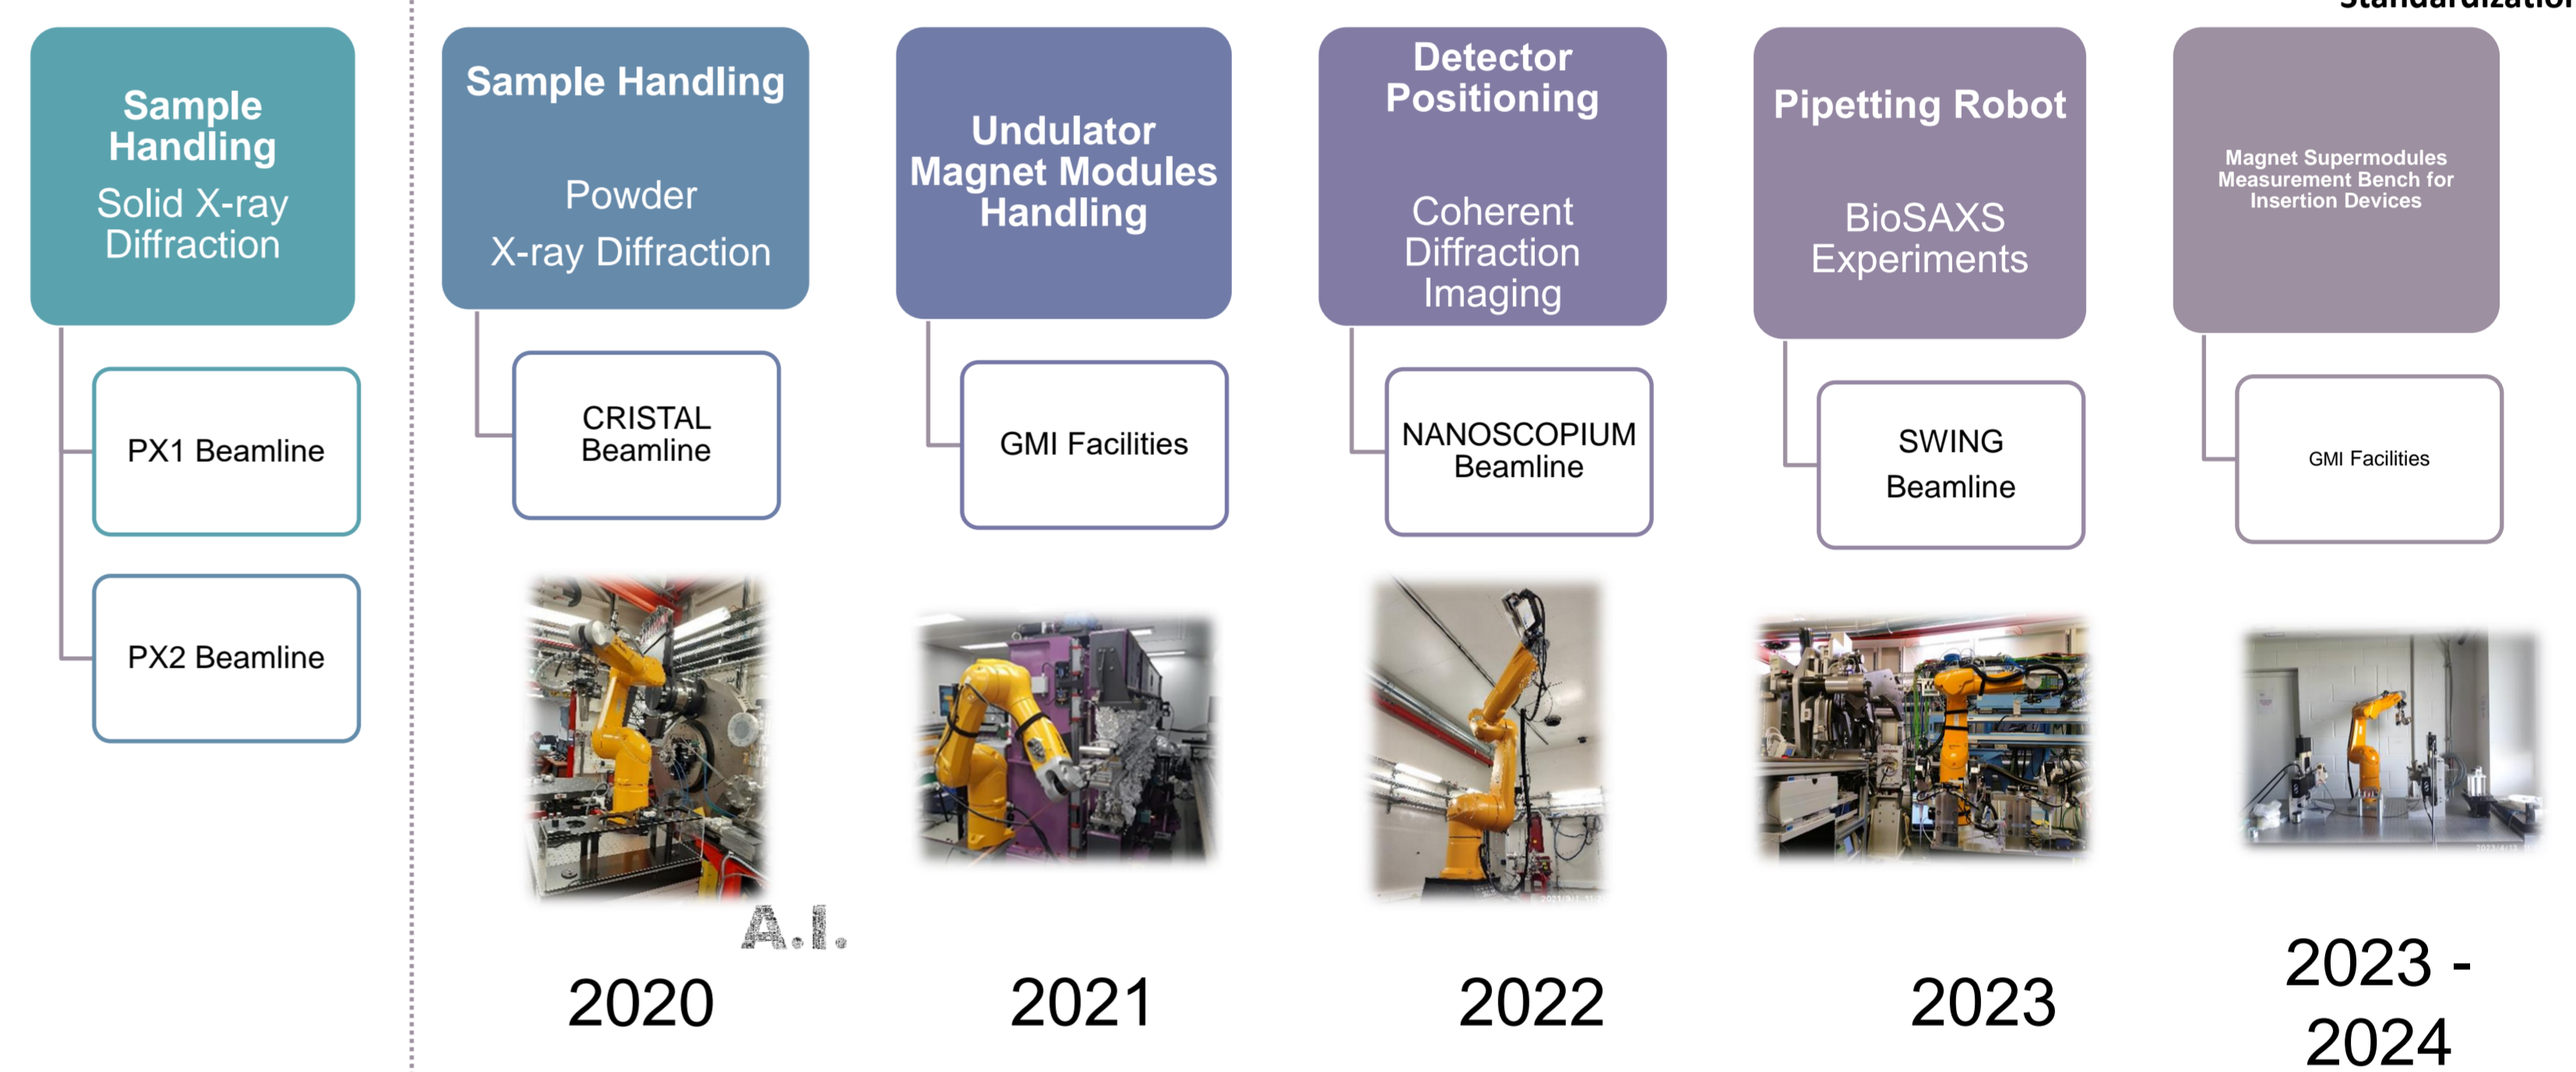 Standardization
Sample
Handling
Solid X-ray
Diffraction
PX1 Beamline
PX2 Beamline
Sample Handling
Powder
X-ray Diffraction
CRISTAL
Beamline
A.I.
2020
Undulator
Magnet Modules
Handling
GMI Facilities
2021
Detector
Positioning
Coherent
Diffraction
Imaging
NANOSCOPIUM
Beamline
2022
Pipetting Robot
BioSAXS
Experiments
SWING
Beamline
2023
Magnet Supermodules
Measurement Bench for
Insertion Devices
GMI Facilities
2023 -
2024